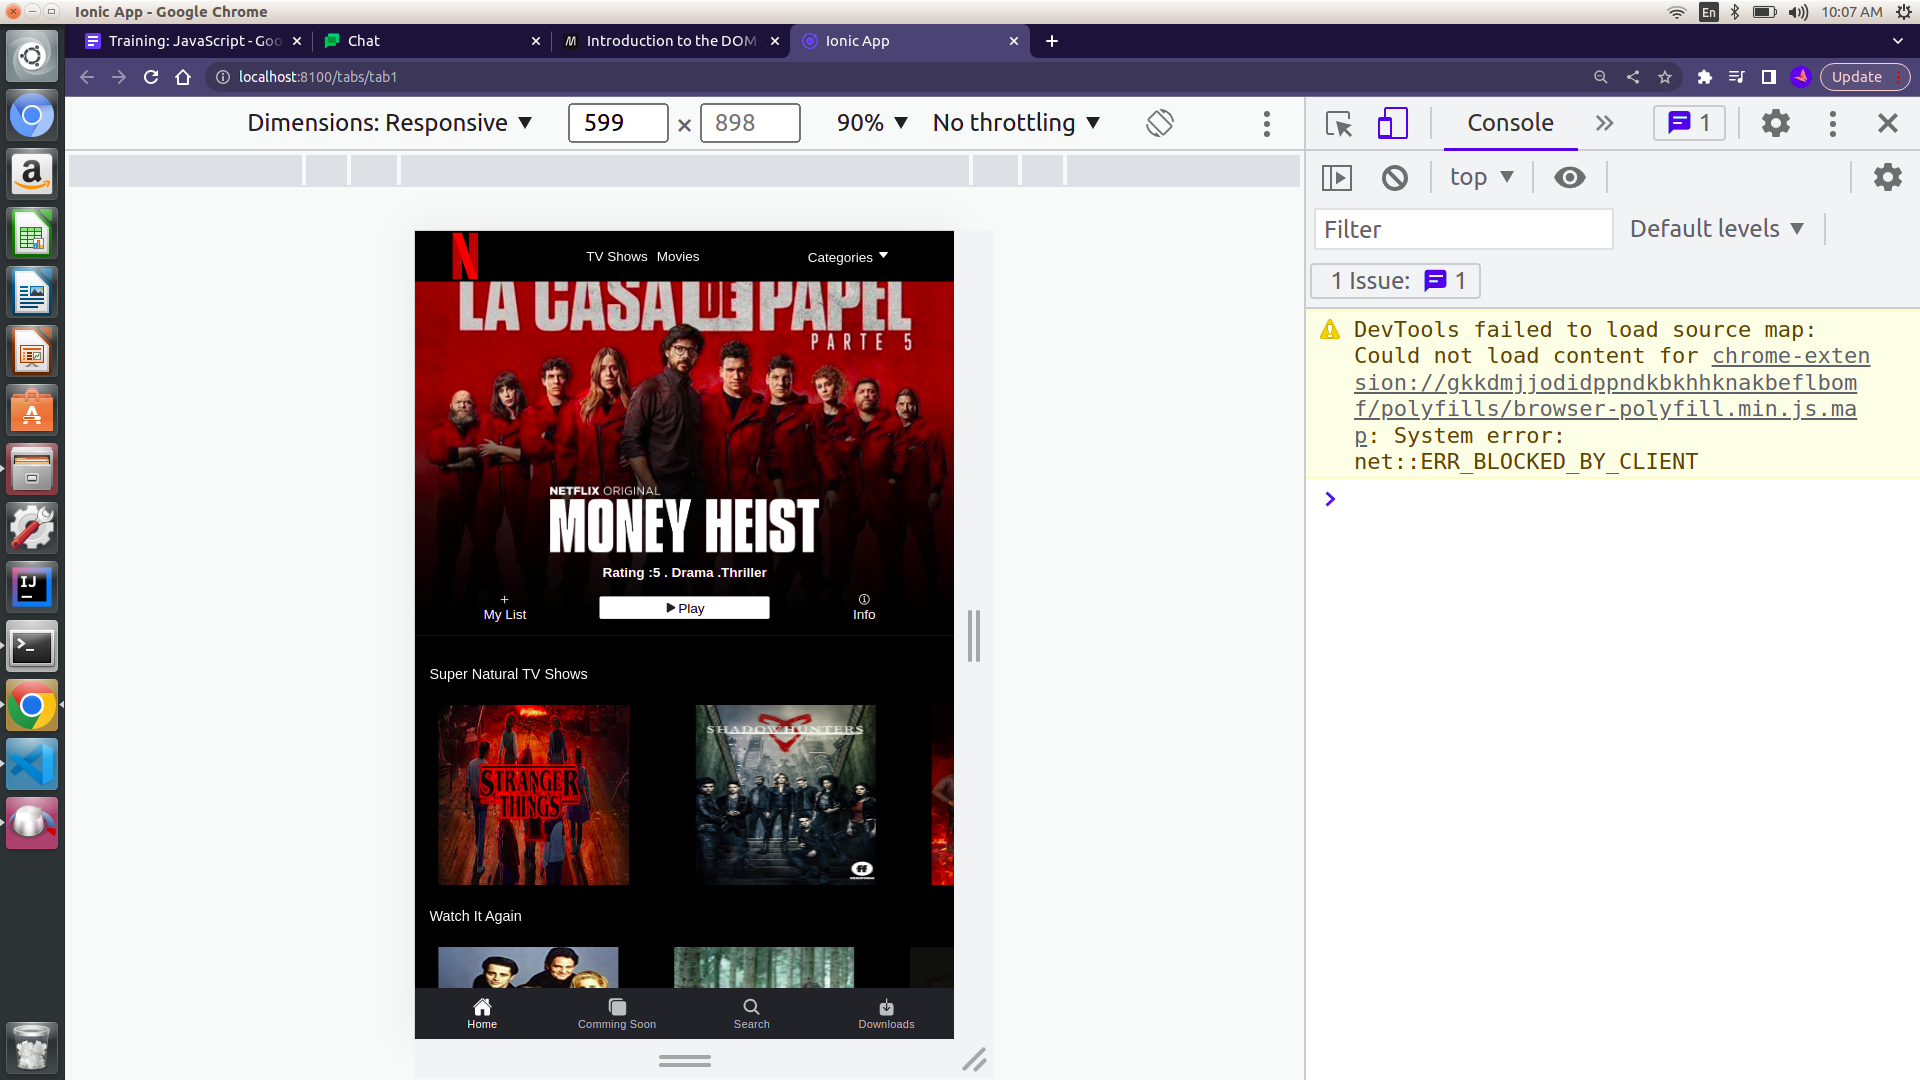 Ionic App - Google Chrome
En
10:07 AM
Training: JavaScript - Goo
Chat
Introduction to the DOM
Ionic App
localhost:8100/tabs/tab1
Update
Dimensions: Responsive
599
×
898
90%
No throttling
Console
1
top
Filter
Default levels
1 Issue:
1
DevTools failed to load source map:
Could not load content for chrome-exten
sion://gkkdmjjodidppndkbkhhknakbeflbom
f/polyfills/browser-polyfill.min.js.ma
p: System error:
net::ERR_BLOCKED_BY_CLIENT
N
TV Shows
Movies
Categories
LA CASA DE PAPEL
PARTE 5
NETFLIX ORIGINAL
MONEY HEIST
Rating :5 . Drama .Thriller
My List
Play
Info
Super Natural TV Shows
STRANGER
THINGS
SHADOWHUNTERS
Watch It Again
Home
Comming Soon
Search
Downloads
a
IJ